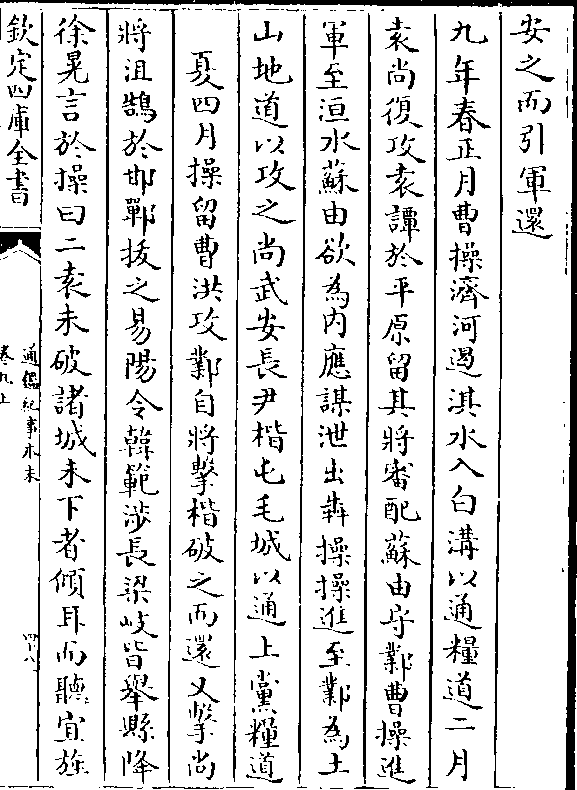 安之而引軍還
九年春正月曹操濟河遏淇水入白溝以通糧道二月
袁尚復攻袁譚於平原留其將審配蘇由守鄴曹操進
軍至洹水蘇由欲為内應謀泄出犇操操進至鄴為土
山地道以攻之尚武安長尹楷屯毛城以通上黨糧道
夏四月操留曹洪攻鄴自將擊楷破之而還又擊尚
將沮鵠於邯鄲拔之易陽令韓範涉長梁岐皆舉縣降
徐晃言於操曰二袁未破諸城未下者傾耳而聽宜旌
欽定四庫全書
通鑑紀事本末
卷九上
四十八